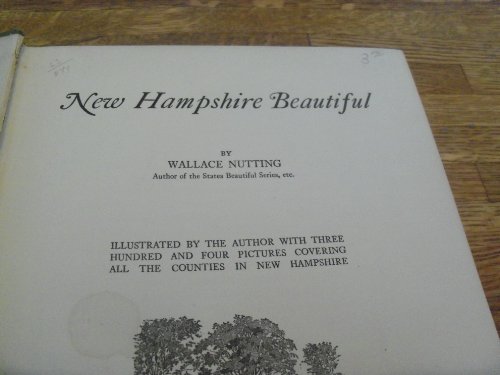 New Hampshire Beautiful
BY
WALLACE NUTTING
Author of the States Beautiful Series, etc.
ILLUSTRATED BY THE AUTHOR WITH THREE
HUNDRED AND FOUR PICTURES COVERING
ALL THE COUNTIES IN NEW HAMPSHIRE